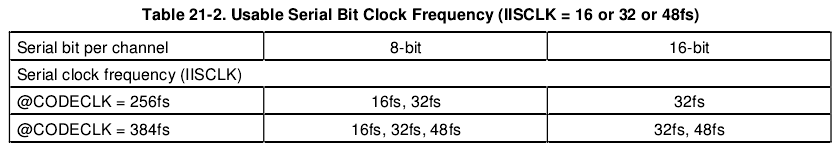 Table 21-2. Usable Serial Bit Clock Frequency (IISCLK = 16 or 32 or 48fs)
Serial bit per channel 8-bit 16-bit
Serial clock frequency (IISCLK)
@CODECLK = 256fs 16fs, 32fs 32fs
@CODECLK = 384fs 16fs, 32fs, 48fs 32fs, 48fs